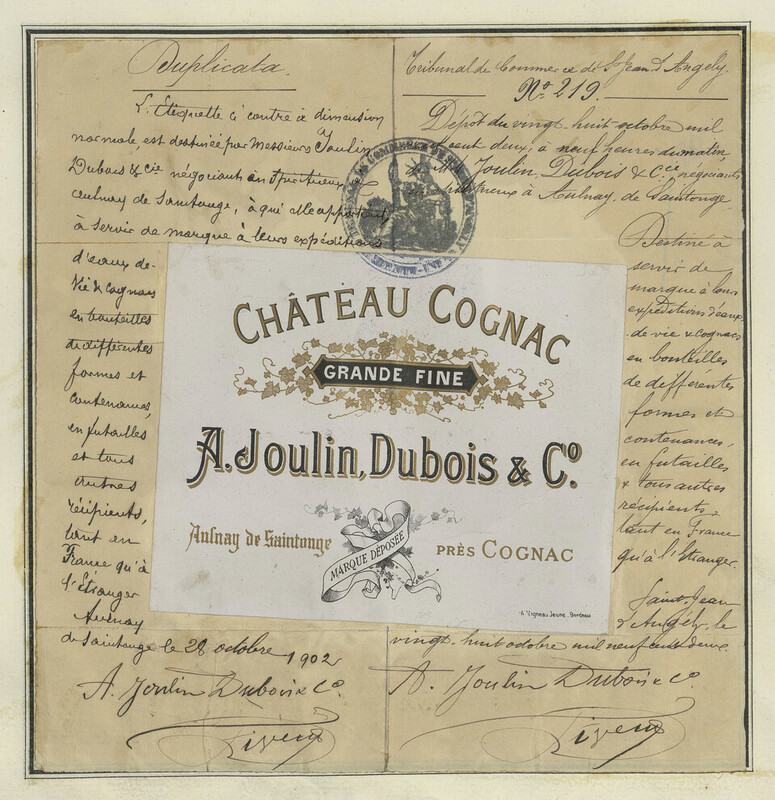 Duplicata.
L'Etiquette ci contre à dimension
normale est destinée par Messieurs Joulin
Dubois & cie négociants en spiritueux à
aulnay de Saintonge, à qui elle appartient
à servir de marque à leurs expéditions
d'eaux de
vie & cognacs
en bouteilles
de différentes
formes et
contenances,
en futailles
et tous
autres
récipients,
tant en
France qu'à
l'Étranger
Aulnay
de Saintonge le 28 octobre 1902
A. Joulin Dubois & Co.
Tribunal de Commerce de St Jean d'Angely.
No. 219.
Dépot du vingt-huit octobre mil
cent deux, à neuf heures du matin,
Joulin, Dubois & Cie négociants
spiritueux à Aulnay de Saintonge
Destiné à
servir de
marque à leurs
expéditions d'eaux
de vie & cognacs
en bouteilles
de différentes
formes et
contenances,
en futailles
& tous autres
récipients,
tant en France
qu'à l'Etranger.
Saint-Jean
d'Angely, le
vingt-huit octobre mil neuf cent deux.
A. Joulin Dubois & Co.
CHÂTEAU COGNAC
GRANDE FINE
A. Joulin, Dubois & Co.
Aulnay de Saintonge
MARQUE DÉPOSÉE
PRÈS COGNAC
A. Vigneau Jeune, Bordeaux